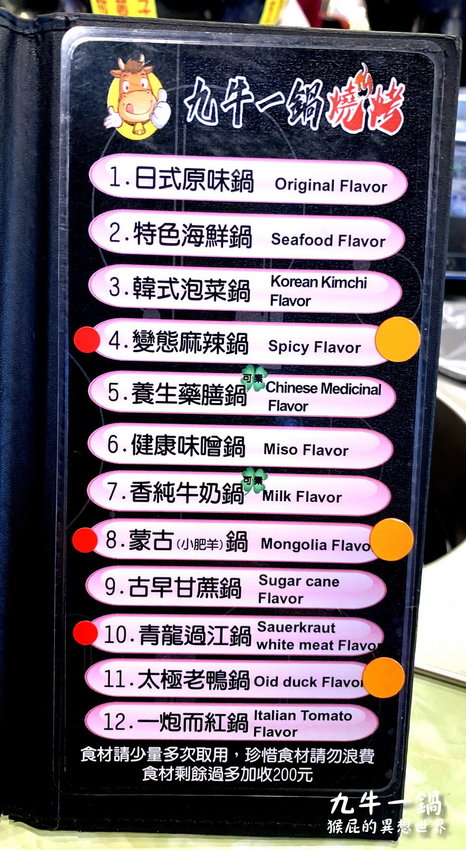 九牛一鍋燒烤
1.日式原味鍋 Original Flavor
2.特色海鮮鍋 Seafood Flavor
3.韓式泡菜鍋 Korean Kimchi
Flavor
4.變態麻辣鍋 Spicy Flavor
5.養生藥膳鍋 可素 Chinese Medicinal
Flavor
6.健康味噌鍋 Miso Flavor
7.香純牛奶鍋 可素 Milk Flavor
8.蒙古(小肥羊)鍋 Mongolia Flavo
9.古早甘蔗鍋 Sugar cane
Flavor
10.青龍過江鍋 Sauerkraut
white meat Flavor
11.太極老鴨鍋 Oid duck Flavor
12.一炮而紅鍋 Italian Tomato
Flavor
食材請少量多次取用，珍惜食材請勿浪費
食材剩餘過多加收200元
九牛一鍋
猴屁的異想世界